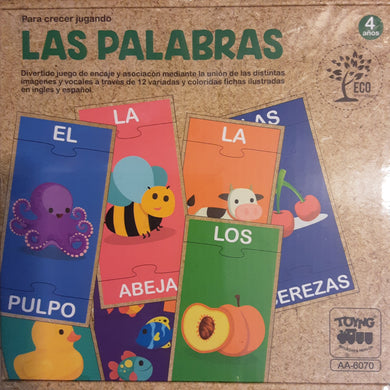 Para crecer jugando
LAS PALABRAS
4
años
Divertido juego de encaje y asociación mediante la unión de las distintas
imágenes y vocales a través de 12 variadas y coloridas fichas ilustradas
en ingles y español.
ECO
EL
LA
LA
LAS
LOS
PULPO
ABEJA
CEREZAS
TOYNG
AA-6070